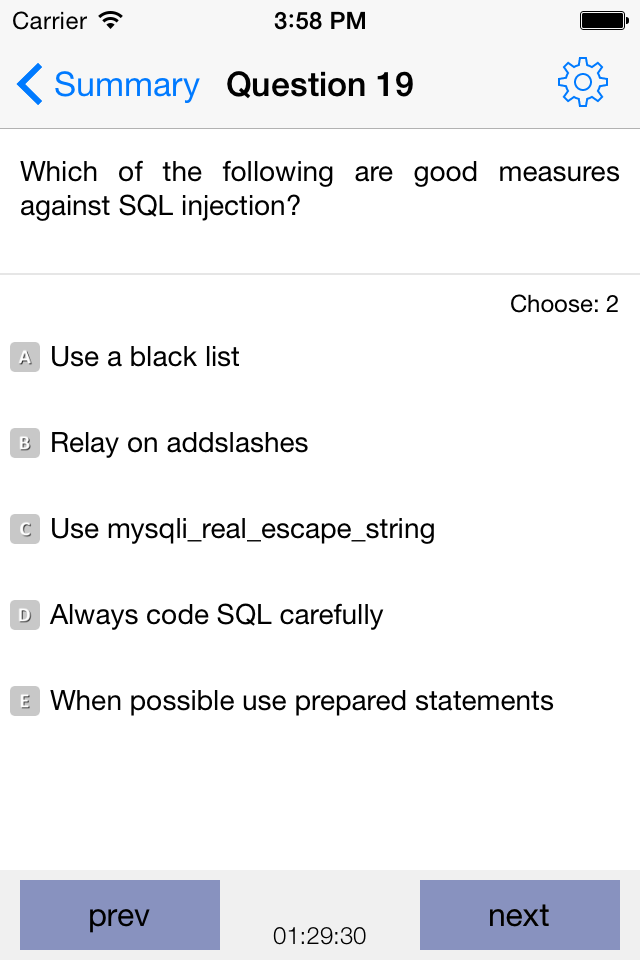 Carrier 3:58 PM
Summary Question 19
Which of the following are good measures
against SQL injection?
Choose: 2
A Use a black list
B Relay on addslashes
C Use mysqli_real_escape_string
D Always code SQL carefully
E When possible use prepared statements
prev 01:29:30 next